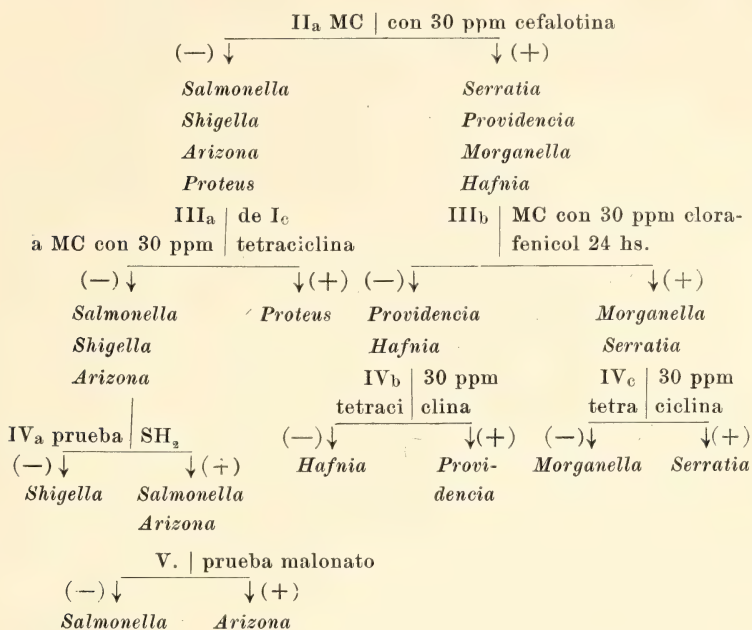 IIa MC | con 30 ppm cefalotina
(—) ↓ ↓ (+)
Salmonella Serratia
Shigella Providencia
Arizona Morganella
Proteus Hafnia
IIIa | de Ic IIIb | MC con 30 ppm clora-
a MC con 30 ppm | tetraciclina fenicol 24 hs.
(—) ↓ ↓ (+) (—) ↓ ↓ (+)
Salmonella Proteus Providencia Morganella
Shigella Hafnia Serratia
Arizona IVb | 30 ppm IVc | 30 ppm
tetraci | clina tetra | ciclina
IVa prueba | SH₂ (—) ↓ ↓ (+) (—) ↓ ↓ (+)
(—) ↓ ↓ (+) Hafnia Provi- Morganella Serratia
Shigella Salmonella dencia
Arizona
V. | prueba malonato
(—) ↓ ↓ (+)
Salmonella Arizona